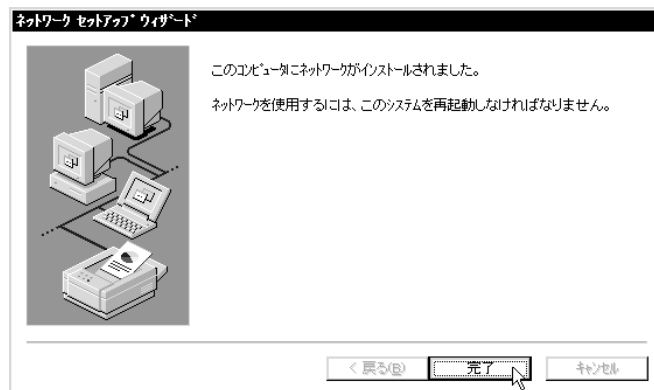 ネットワーク セットアップ ウィザード
このコンピュータにネットワークがインストールされました。
ネットワークを使用するには、このシステムを再起動しなければなりません。
< 戻る(B)
完了
キャンセル